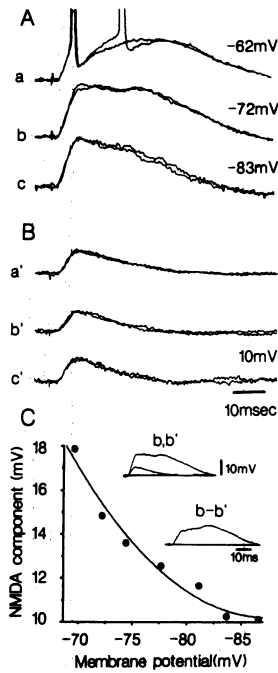 A
-62mV
a
-72mV
b
-83mV
c
B
a'
b'
10mV
c'
10msec
C
18
b,b'
16
10mV
14
b-b'
12
10ms
10
-70 -75 -80 -85
NMDA component (mV)
Membrane potential(mV)